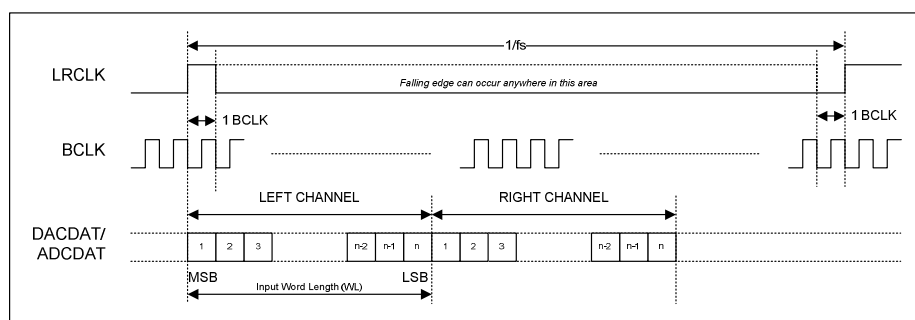 1/fs
LRCLK
Falling edge can occur anywhere in this area
1 BCLK
1 BCLK
BCLK
LEFT CHANNEL
RIGHT CHANNEL
DACDAT/
ADCDAT
1 2 3 n-2 n-1 n 1 2 3 n-2 n-1 n
MSB
LSB
Input Word Length (WL)